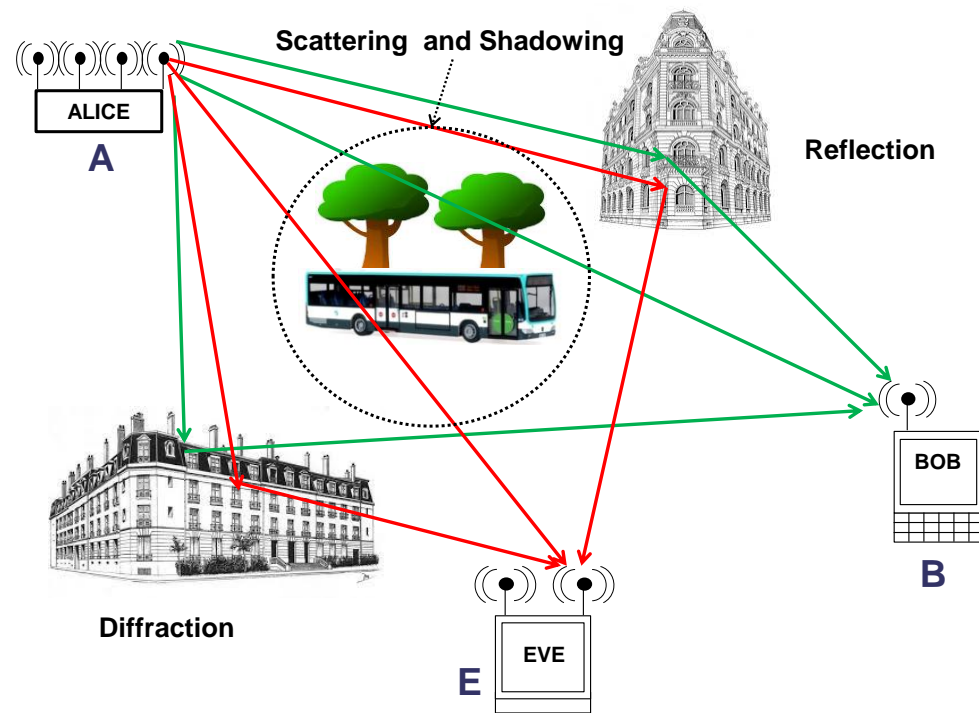 Scattering and Shadowing
ALICE
A
Reflection
BOB
B
Diffraction
EVE
E